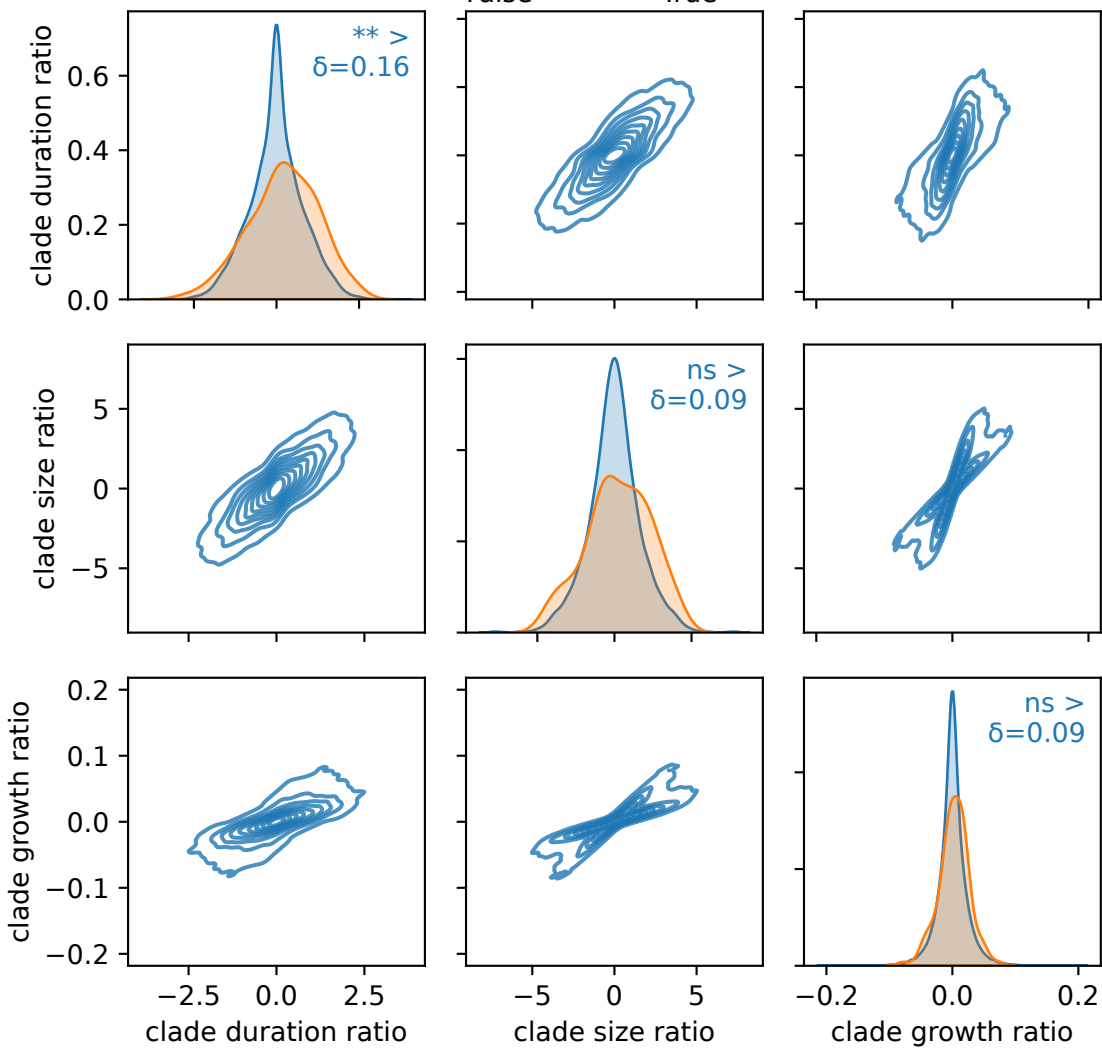 True
clade duration ratio
0.6
0.4
0.2
0.0
** >
δ=0.16
clade size ratio
5
0
−5
ns >
δ=0.09
clade growth ratio
0.2
0.1
0.0
−0.1
−0.2
ns >
δ=0.09
−2.5 0.0 2.5
−5 0 5
−0.2 0.0 0.2
clade duration ratio
clade size ratio
clade growth ratio